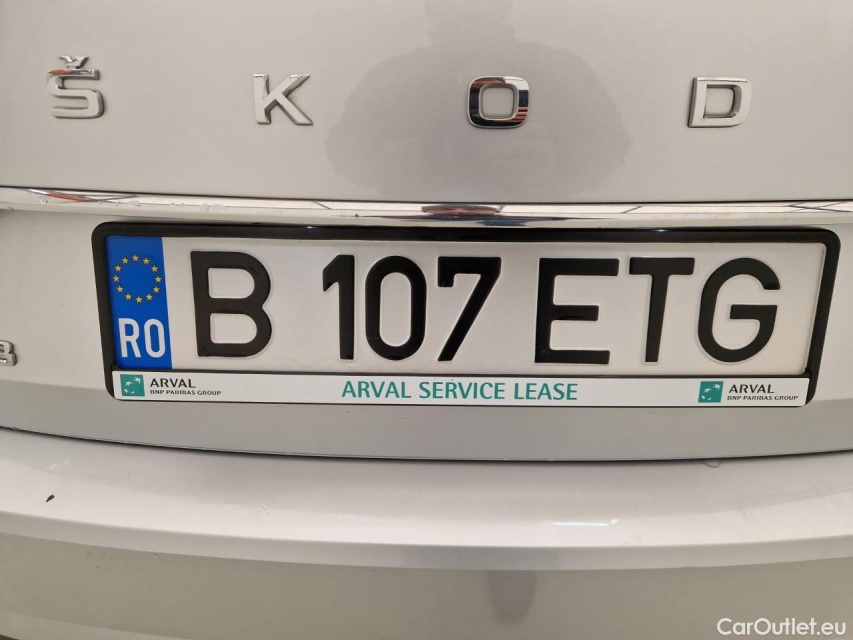 ŠKOD
B 107 ETG
RO
ARVAL
BNP PARIBAS GROUP
ARVAL SERVICE LEASE
ARVAL
BNP PARIBAS GROUP
CarOutlet.eu